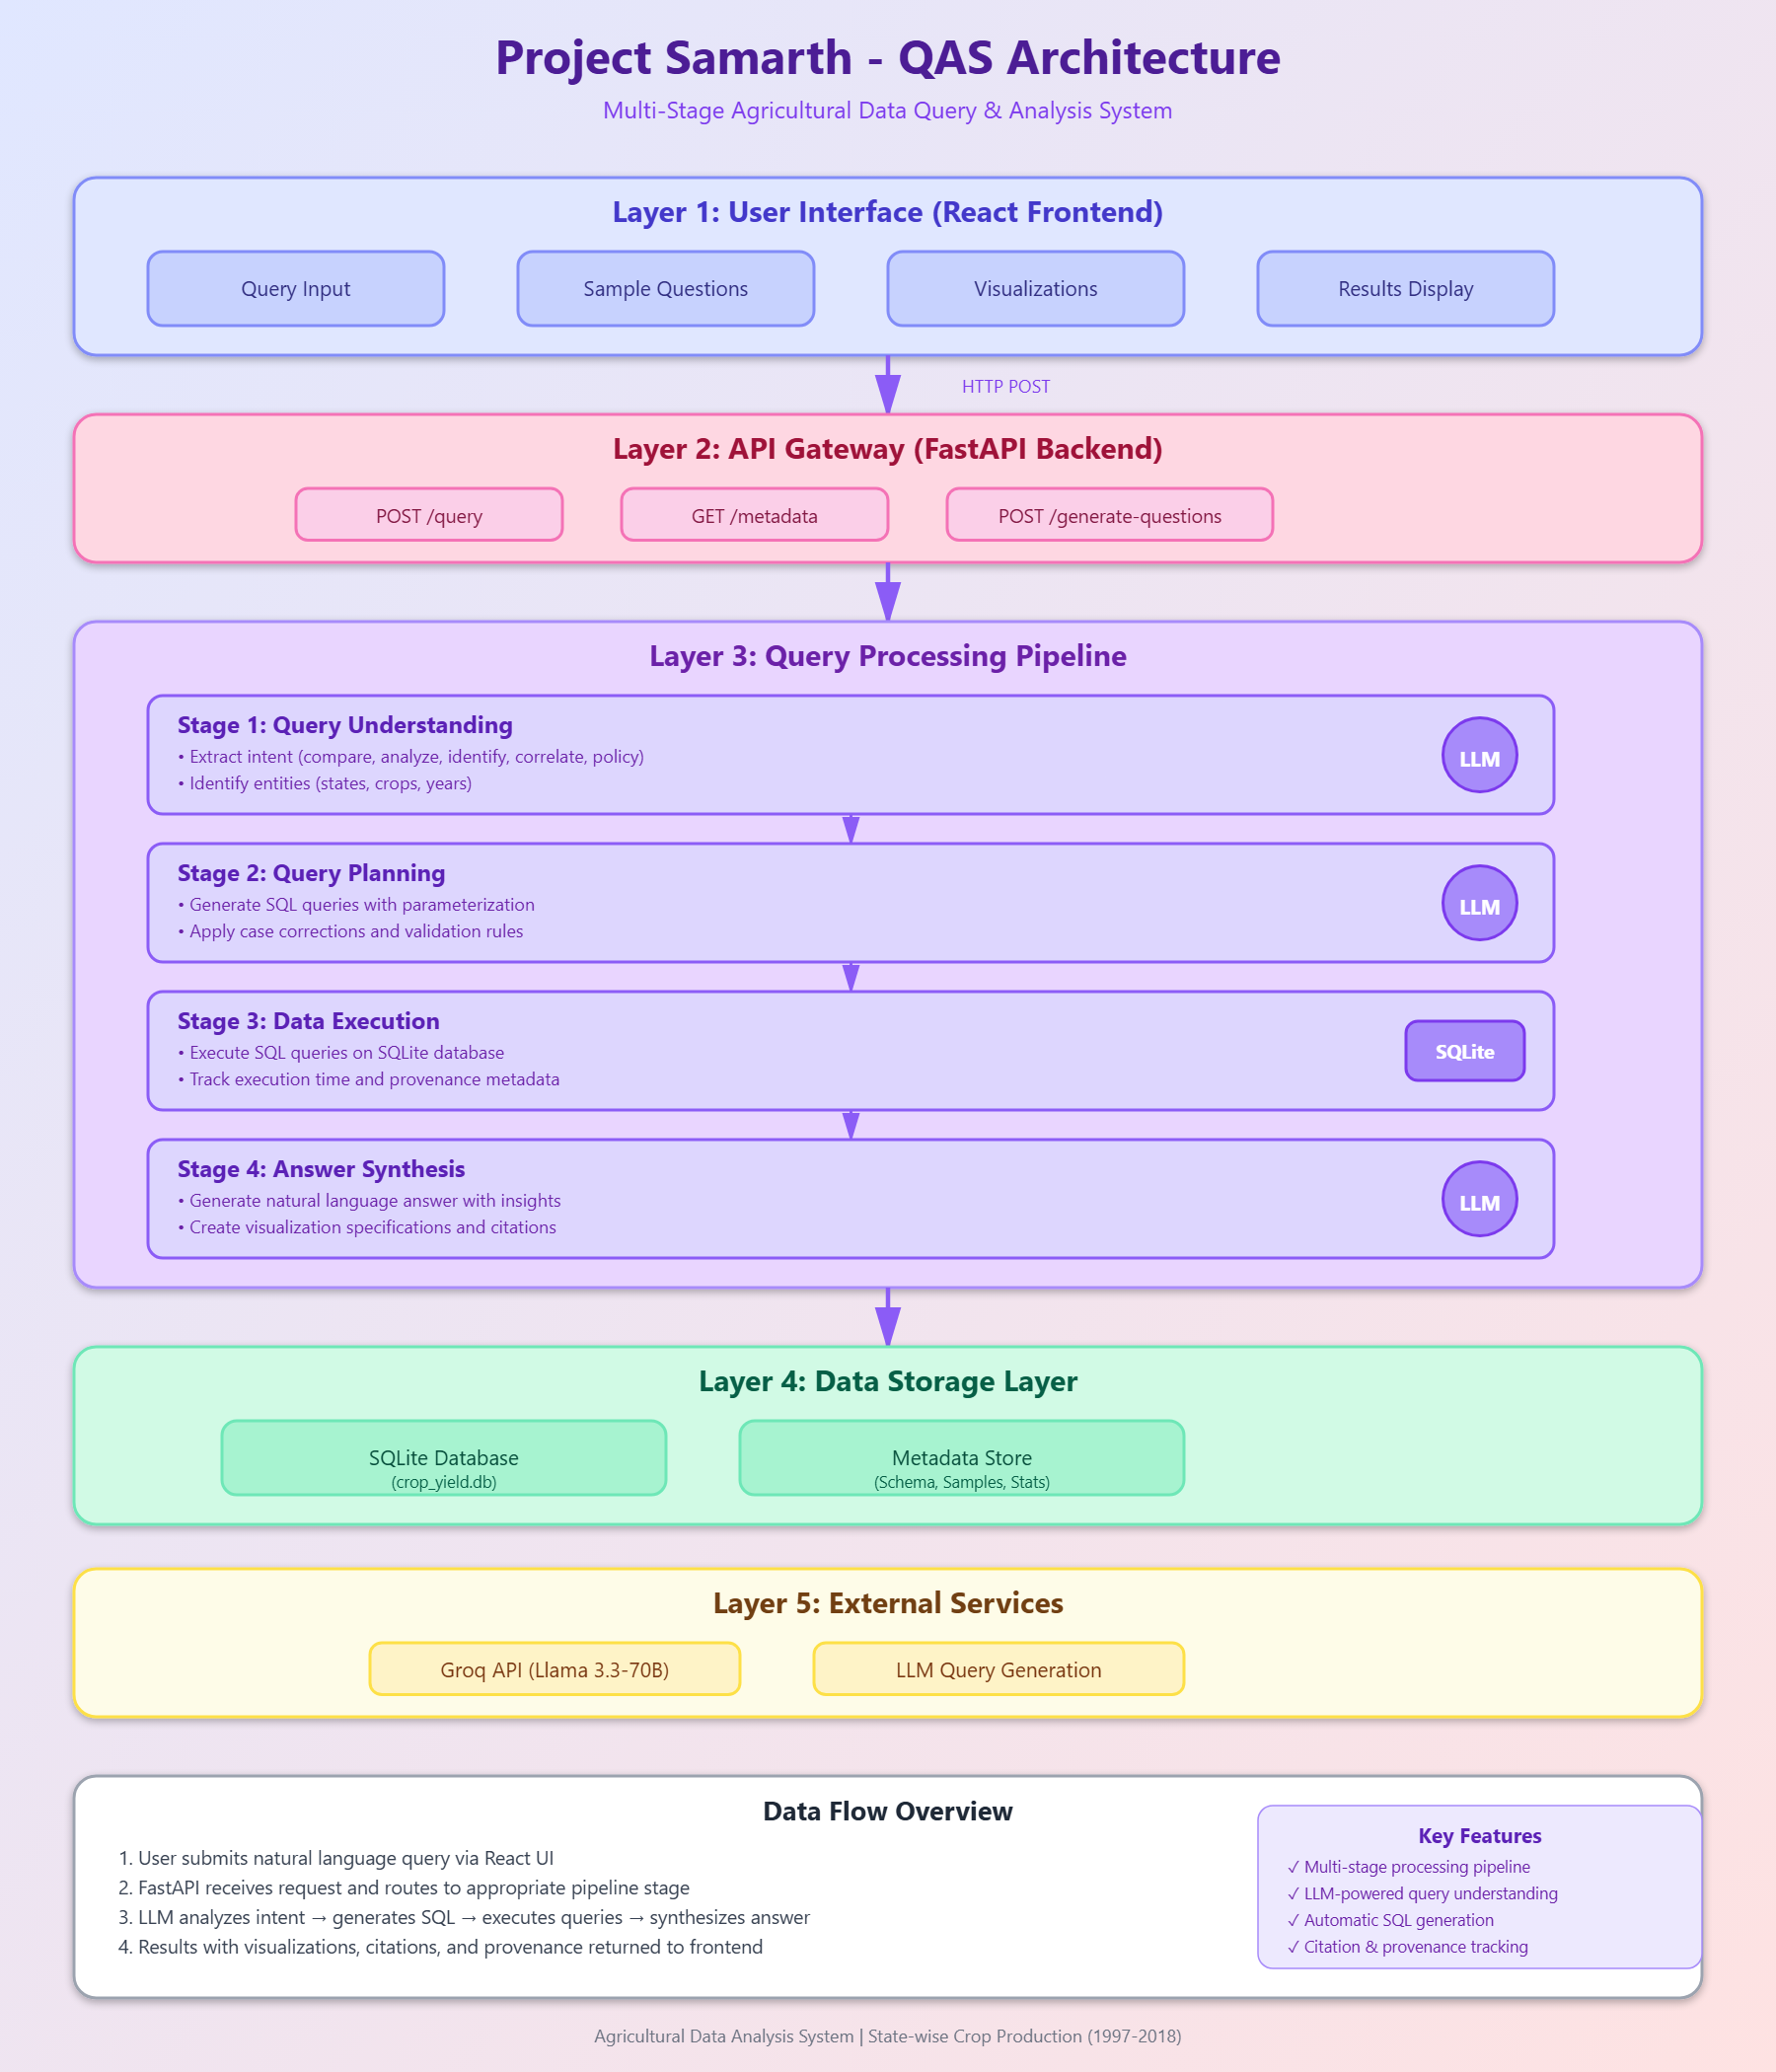 Project Samarth - QAS Architecture
Multi-Stage Agricultural Data Query & Analysis System
Layer 1: User Interface (React Frontend)
Query Input
Sample Questions
Visualizations
Results Display
HTTP POST
Layer 2: API Gateway (FastAPI Backend)
POST /query
GET /metadata
POST /generate-questions
Layer 3: Query Processing Pipeline
Stage 1: Query Understanding
• Extract intent (compare, analyze, identify, correlate, policy)
• Identify entities (states, crops, years)
LLM
Stage 2: Query Planning
• Generate SQL queries with parameterization
• Apply case corrections and validation rules
LLM
Stage 3: Data Execution
• Execute SQL queries on SQLite database
• Track execution time and provenance metadata
SQLite
Stage 4: Answer Synthesis
• Generate natural language answer with insights
• Create visualization specifications and citations
LLM
Layer 4: Data Storage Layer
SQLite Database
(crop_yield.db)
Metadata Store
(Schema, Samples, Stats)
Layer 5: External Services
Groq API (Llama 3.3-70B)
LLM Query Generation
Data Flow Overview
1. User submits natural language query via React UI
2. FastAPI receives request and routes to appropriate pipeline stage
3. LLM analyzes intent → generates SQL → executes queries → synthesizes answer
4. Results with visualizations, citations, and provenance returned to frontend
Key Features
✓ Multi-stage processing pipeline
✓ LLM-powered query understanding
✓ Automatic SQL generation
✓ Citation & provenance tracking
Agricultural Data Analysis System | State-wise Crop Production (1997-2018)